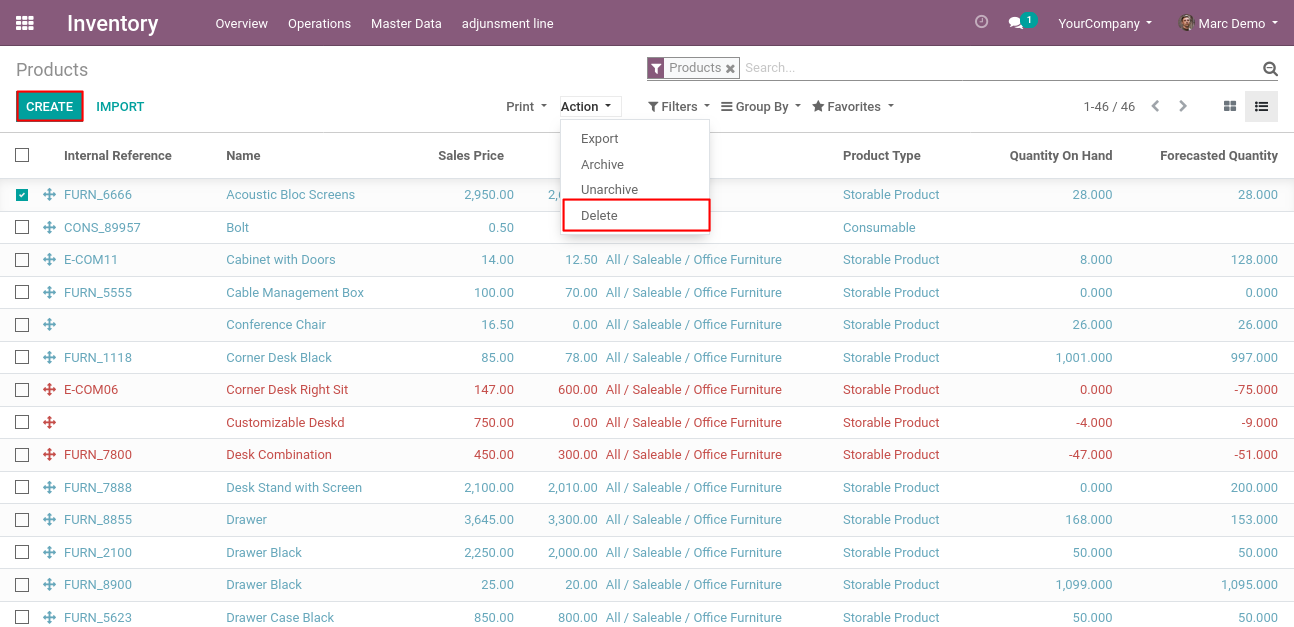 Inventory Overview Operations Master Data adjunsment line 1 YourCompany Marc Demo
Products Products Search...
CREATE IMPORT Print Action Filters Group By Favorites 1-46 / 46
Export
Archive
Unarchive
Delete
Internal Reference Name Sales Price Product Type Quantity On Hand Forecasted Quantity
FURN_6666 Acoustic Bloc Screens 2,950.00 Storable Product 28.000 28.000
CONS_89957 Bolt 0.50 Consumable
E-COM11 Cabinet with Doors 14.00 12.50 All / Saleable / Office Furniture Storable Product 8.000 128.000
FURN_5555 Cable Management Box 100.00 70.00 All / Saleable / Office Furniture Storable Product 0.000 0.000
Conference Chair 16.50 0.00 All / Saleable / Office Furniture Storable Product 26.000 26.000
FURN_1118 Corner Desk Black 85.00 78.00 All / Saleable / Office Furniture Storable Product 1,001.000 997.000
E-COM06 Corner Desk Right Sit 147.00 600.00 All / Saleable / Office Furniture Storable Product 0.000 -75.000
Customizable Deskd 750.00 0.00 All / Saleable / Office Furniture Storable Product -4.000 -9.000
FURN_7800 Desk Combination 450.00 300.00 All / Saleable / Office Furniture Storable Product -47.000 -51.000
FURN_7888 Desk Stand with Screen 2,100.00 2,010.00 All / Saleable / Office Furniture Storable Product 0.000 200.000
FURN_8855 Drawer 3,645.00 3,300.00 All / Saleable / Office Furniture Storable Product 168.000 153.000
FURN_2100 Drawer Black 2,250.00 2,000.00 All / Saleable / Office Furniture Storable Product 50.000 50.000
FURN_8900 Drawer Black 25.00 20.00 All / Saleable / Office Furniture Storable Product 1,099.000 1,095.000
FURN_5623 Drawer Case Black 850.00 800.00 All / Saleable / Office Furniture Storable Product 50.000 50.000